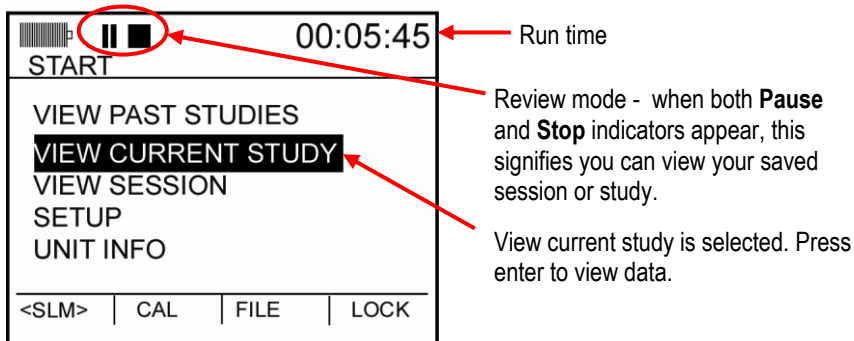 00:05:45
START
VIEW PAST STUDIES
VIEW CURRENT STUDY
VIEW SESSION
SETUP
UNIT INFO
<SLM> CAL FILE LOCK
Run time
Review mode - when both Pause
and Stop indicators appear, this
signifies you can view your saved
session or study.
View current study is selected. Press
enter to view data.